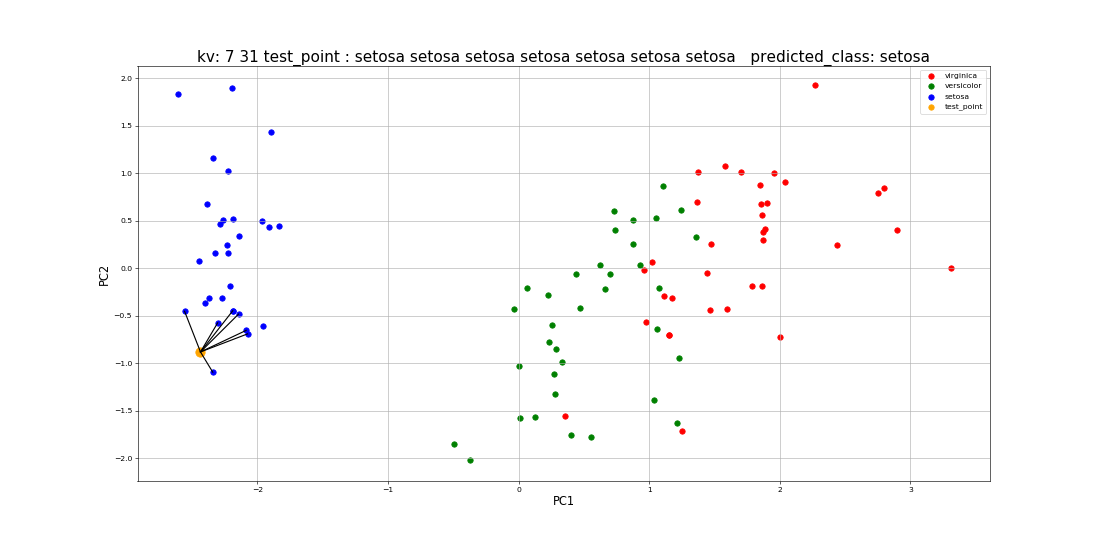 kv: 7 31 test_point : setosa setosa setosa setosa setosa setosa setosa   predicted_class: setosa
virginica
versicolor
setosa
test_point
2.0
1.5
1.0
0.5
0.0
−0.5
−1.0
−1.5
−2.0
PC2
−2
−1
0
1
2
3
PC1